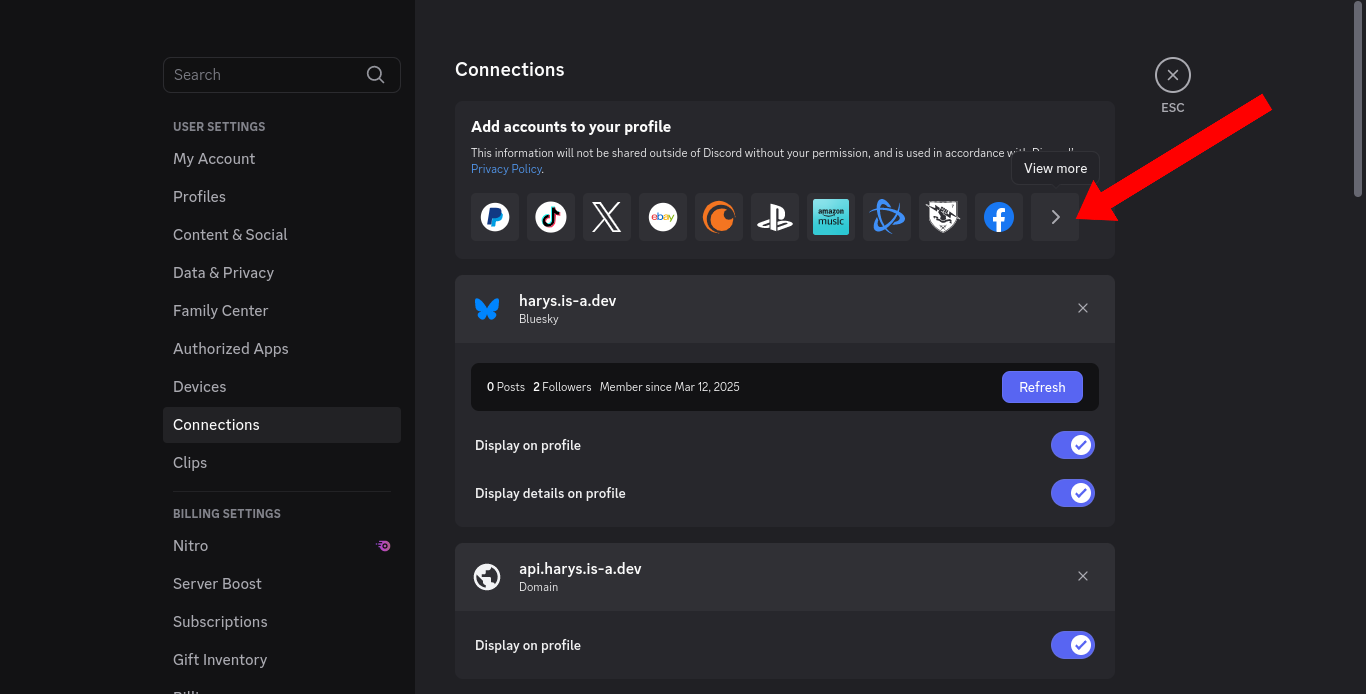 Search
USER SETTINGS
My Account
Profiles
Content & Social
Data & Privacy
Family Center
Authorized Apps
Devices
Connections
Clips
BILLING SETTINGS
Nitro
Server Boost
Subscriptions
Gift Inventory
Connections
ESC
Add accounts to your profile
This information will not be shared outside of Discord without your permission, and is used in accordance
Privacy Policy.
View more
ebay
amazon
music
harys.is-a.dev
Bluesky
0 Posts 2 Followers Member since Mar 12, 2025
Refresh
Display on profile
Display details on profile
api.harys.is-a.dev
Domain
Display on profile